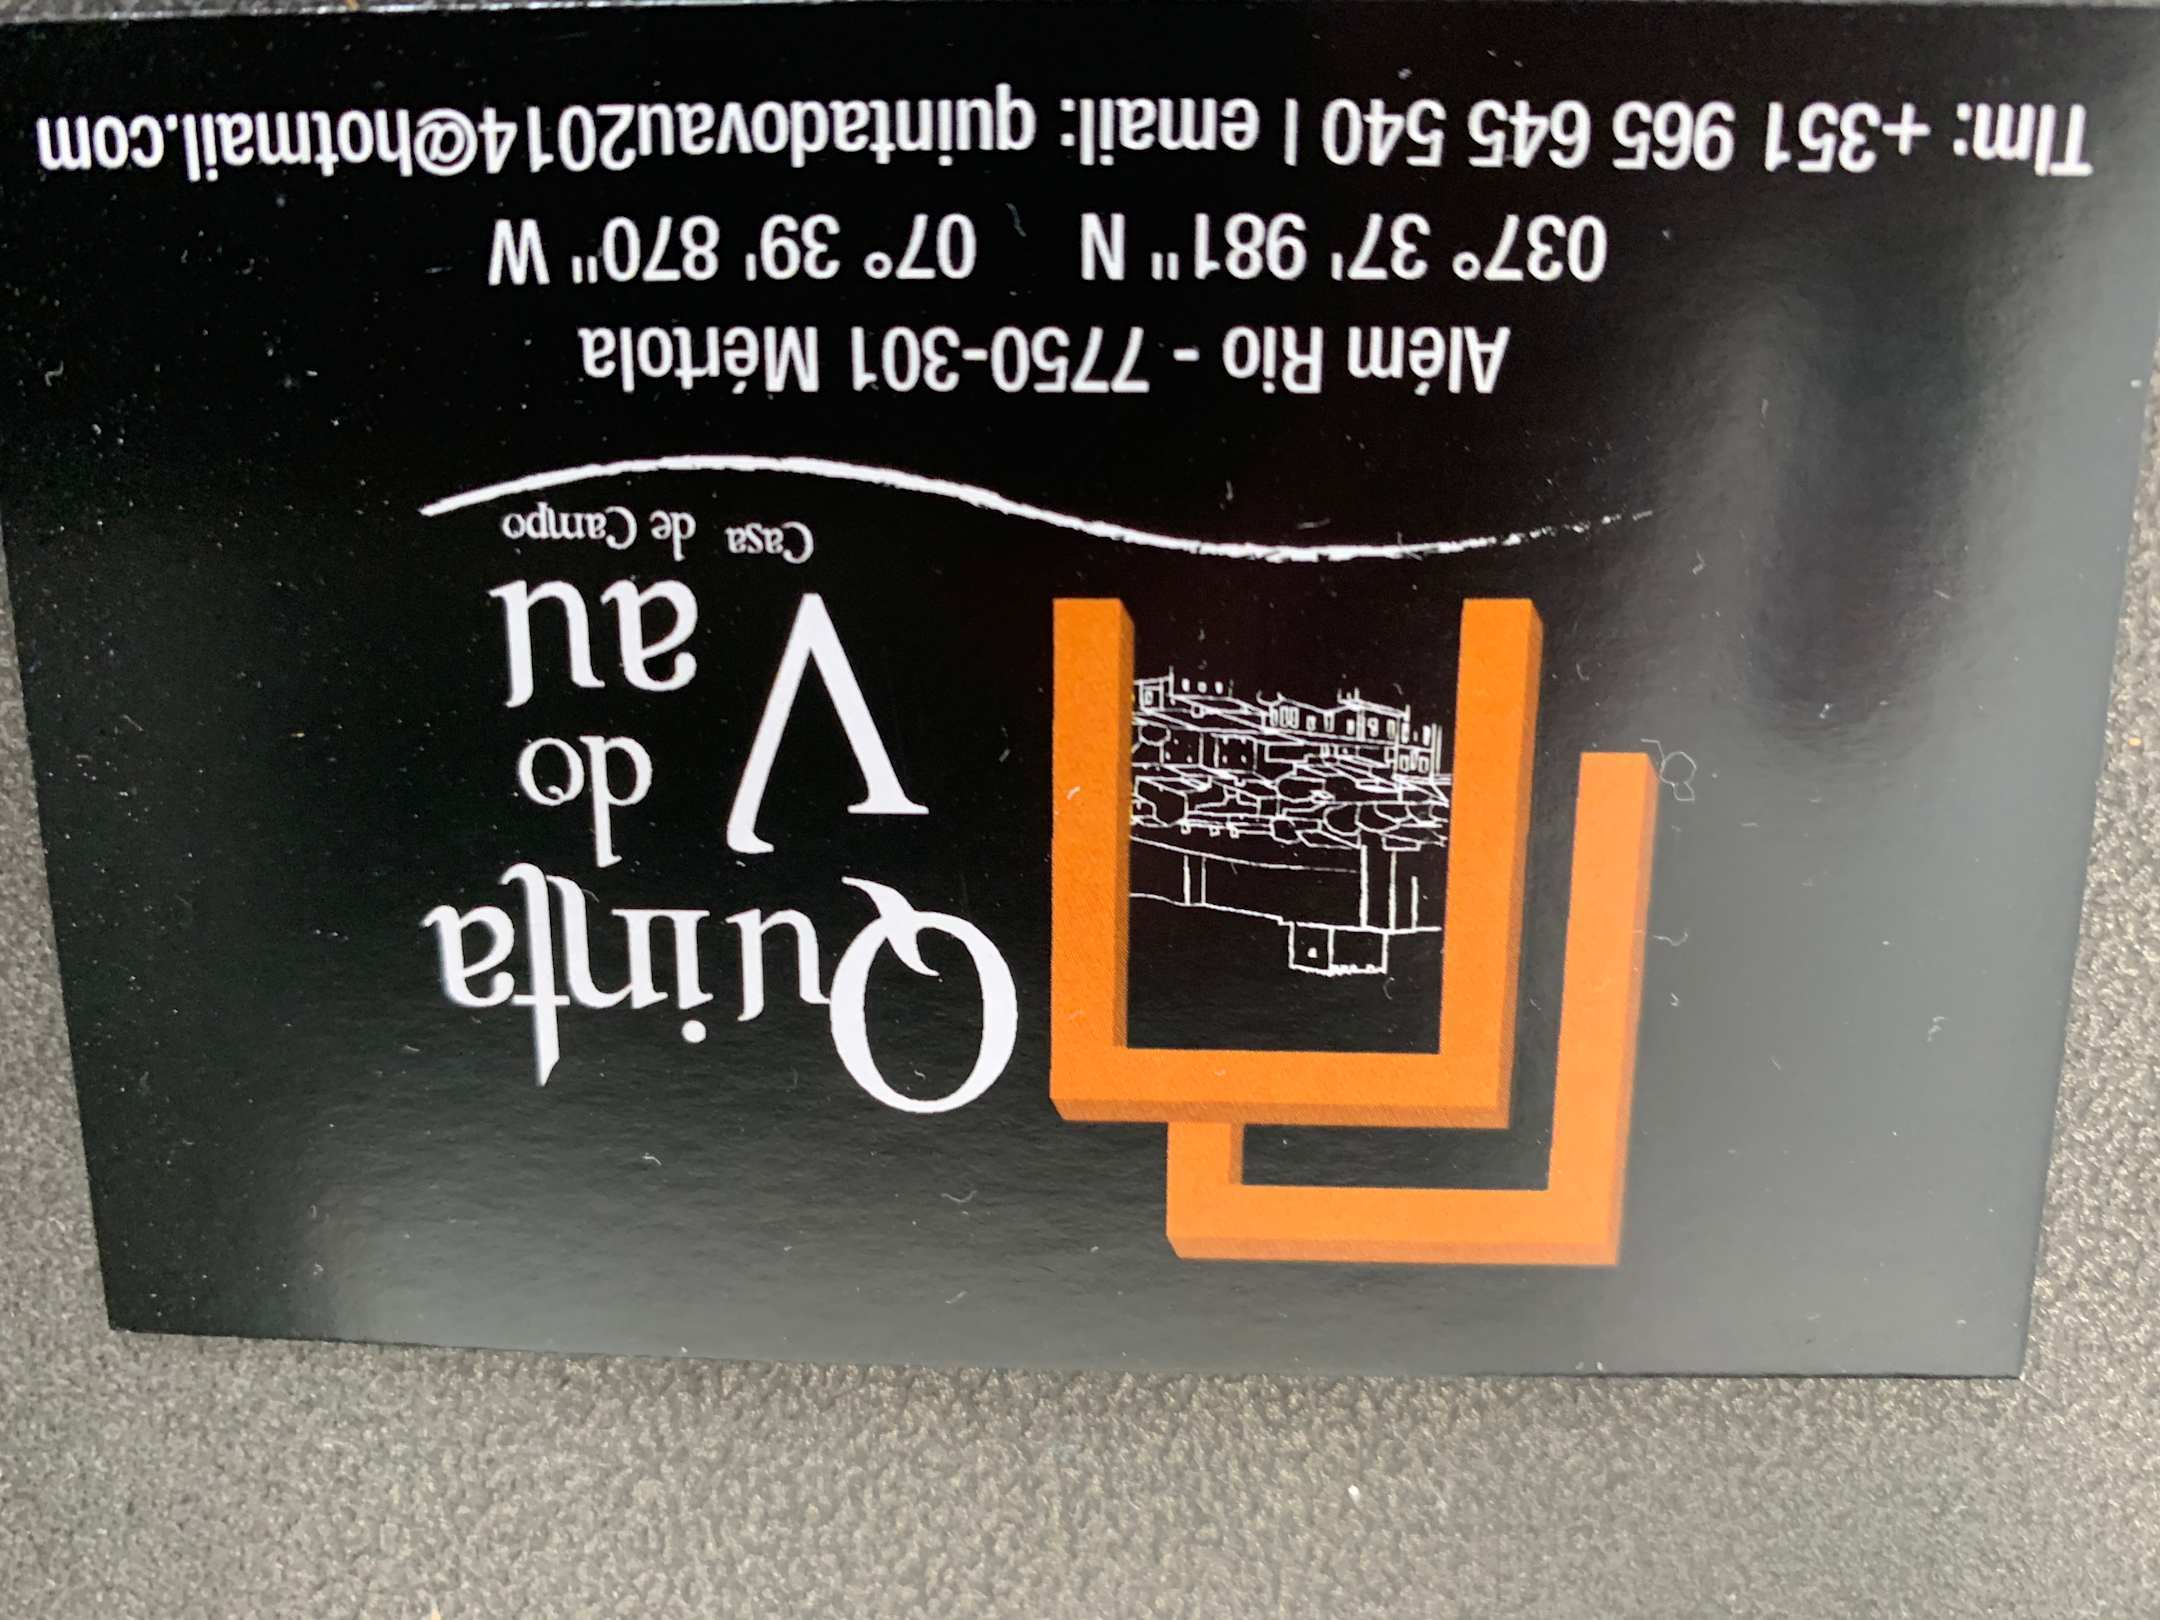 Quinta
do
Vau
Casa de Campo
Além Rio - 7750-301 Mértola
037° 37' 981'' N 07° 39' 870'' W
Tlm: +351 965 645 540 | email: quintadovau2014@hotmail.com